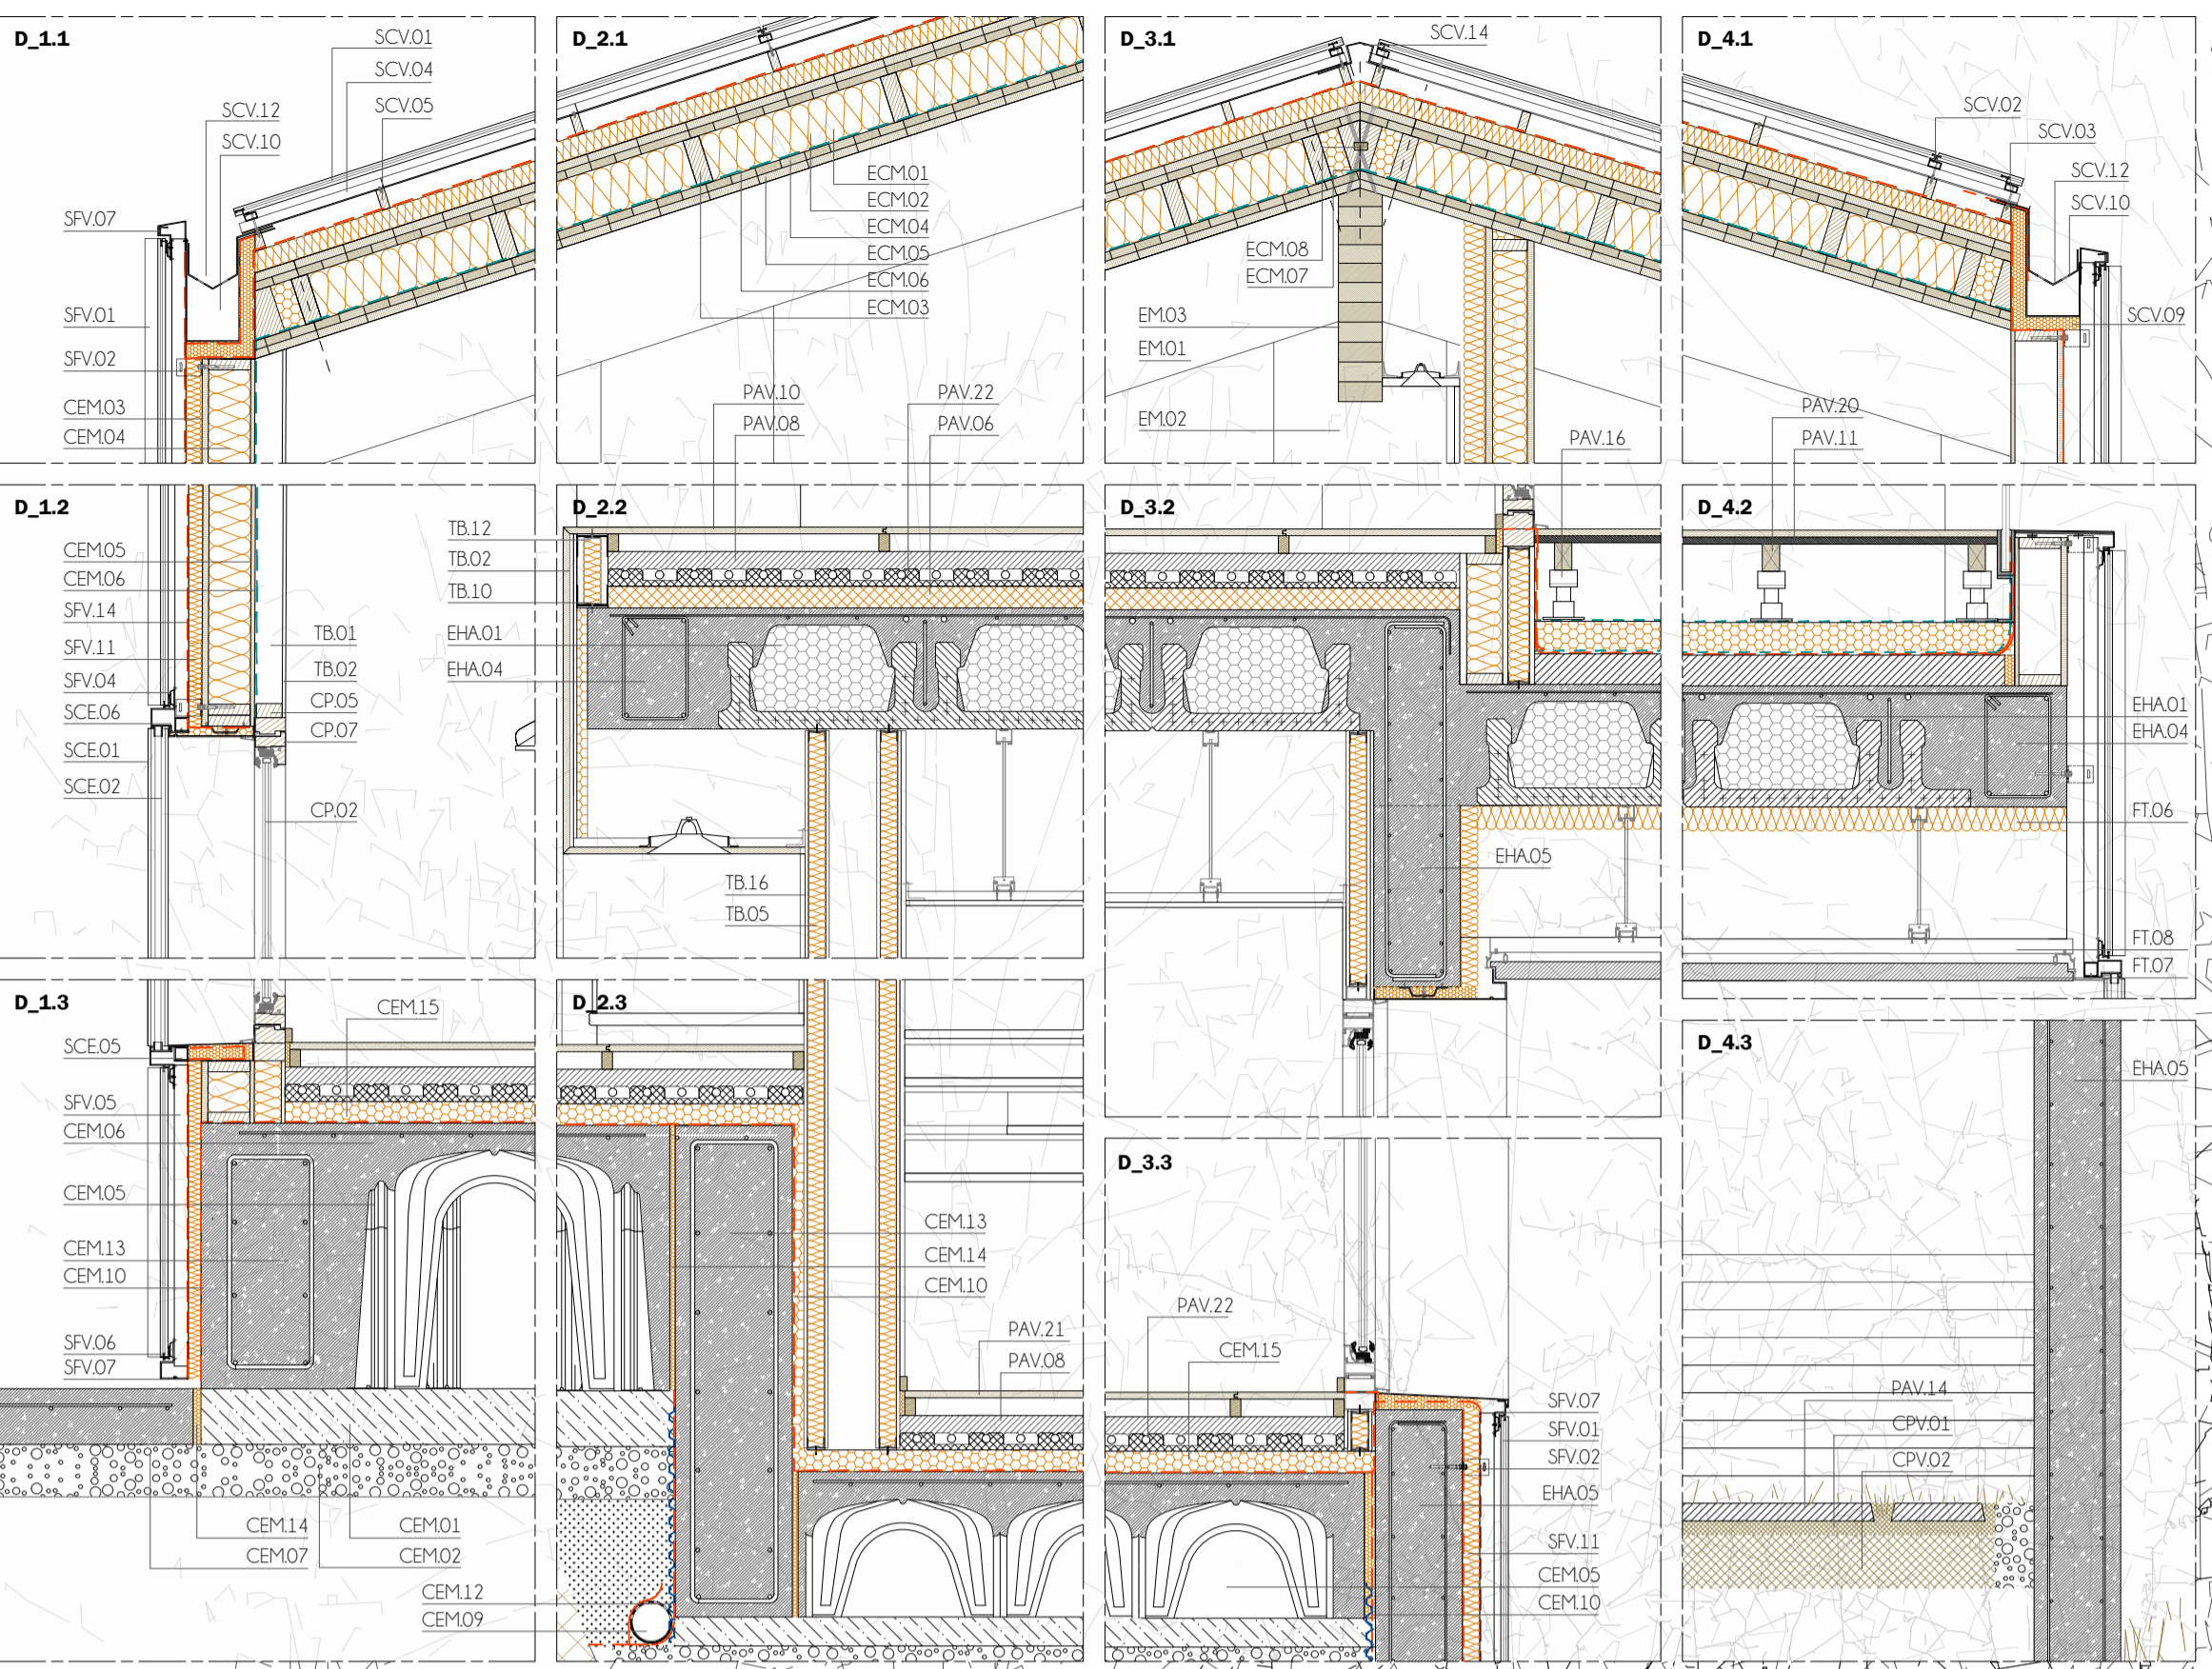 D_1.1
SCV.01
SCV.04
SCV.05
SCV.12
SCV.10
SFV.07
SFV.01
SFV.02
CEM.03
CEM.04
D_2.1
ECM.01
ECM.02
ECM.04
ECM.05
ECM.06
ECM.03
PAV.10
PAV.08
PAV.22
PAV.06
D_3.1
SCV.14
ECM.08
ECM.07
EM.03
EM.01
EM.02
PAV.16
D_4.1
SCV.02
SCV.03
SCV.12
SCV.10
SCV.09
PAV.20
PAV.11
D_1.2
CEM.05
CEM.06
SFV.14
SFV.11
SFV.04
SCE.06
SCE.01
SCE.02
TB.01
TB.02
CP.05
CP.07
CP.02
D_2.2
TB.12
TB.02
TB.10
EHA.01
EHA.04
TB.16
TB.05
D_3.2
EHA.05
D_4.2
EHA.01
EHA.04
FT.06
FT.08
FT.07
D_1.3
CEM.15
SCE.05
SFV.05
CEM.06
CEM.05
CEM.13
CEM.10
SFV.06
SFV.07
CEM.14
CEM.07
CEM.01
CEM.02
D_2.3
CEM.13
CEM.14
CEM.10
PAV.21
PAV.08
CEM.12
CEM.09
D_3.3
PAV.22
CEM.15
SFV.07
SFV.01
SFV.02
EHA.05
SFV.11
CEM.05
CEM.10
D_4.3
EHA.05
PAV.14
CPV.01
CPV.02